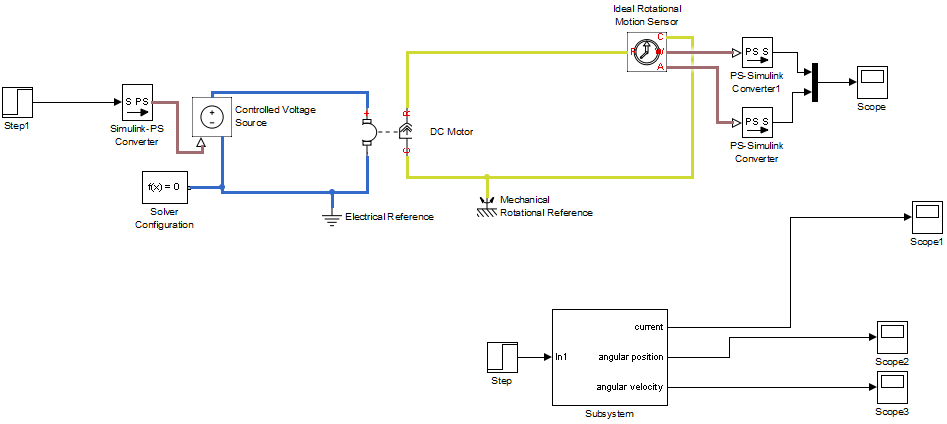 Ideal Rotational
Motion Sensor
C
R
W
A
PS S
PS-Simulink
Converter1
Scope
PS S
PS-Simulink
Converter
Step1
S PS
Simulink-PS
Converter
+
−
Controlled Voltage
Source
+
-
R
C
DC Motor
f(x) = 0
Solver
Configuration
Electrical Reference
Mechanical
Rotational Reference
Scope1
Step
In1
current
angular position
angular velocity
Subsystem
Scope2
Scope3